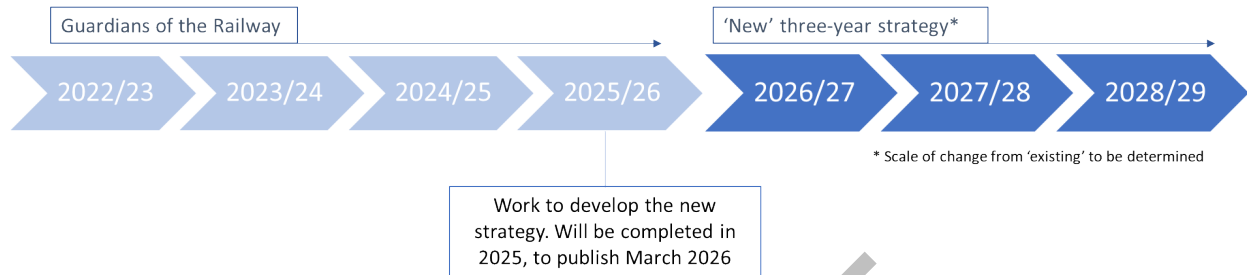 Guardians of the Railway
‘New’ three-year strategy*
2022/23
2023/24
2024/25
2025/26
2026/27
2027/28
2028/29
* Scale of change from ‘existing’ to be determined
Work to develop the new
strategy. Will be completed in
2025, to publish March 2026